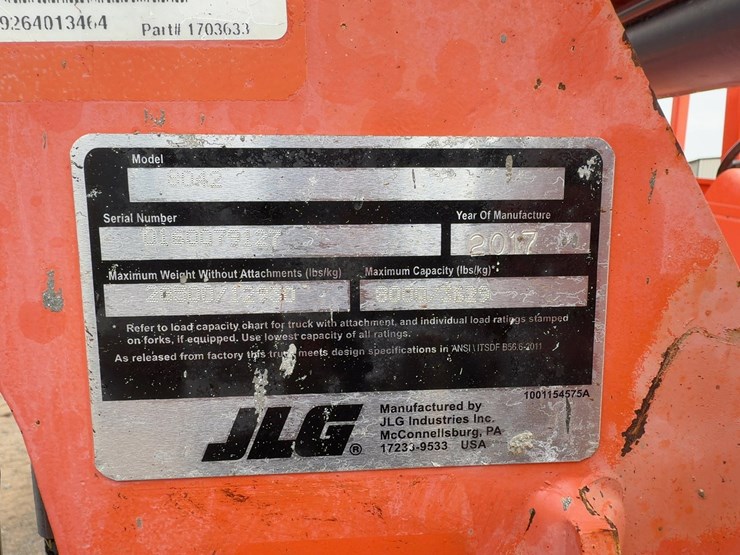 9264013464
Part# 1703633
Model
8042
Serial Number
Year Of Manufacture
2017
Maximum Weight Without Attachments (lbs/kg)
Maximum Capacity (lbs/kg)*
* Refer to load capacity chart for truck with attachment, and individual load ratings stamped
on forks, if equipped. Use lowest capacity of all ratings.
As released from factory this truck meets design specifications in ANSI \ ITSDF B56.6-2011
1001154575A
JLG ®
Manufactured by
JLG Industries Inc.
McConnellsburg, PA
17233-9533 USA